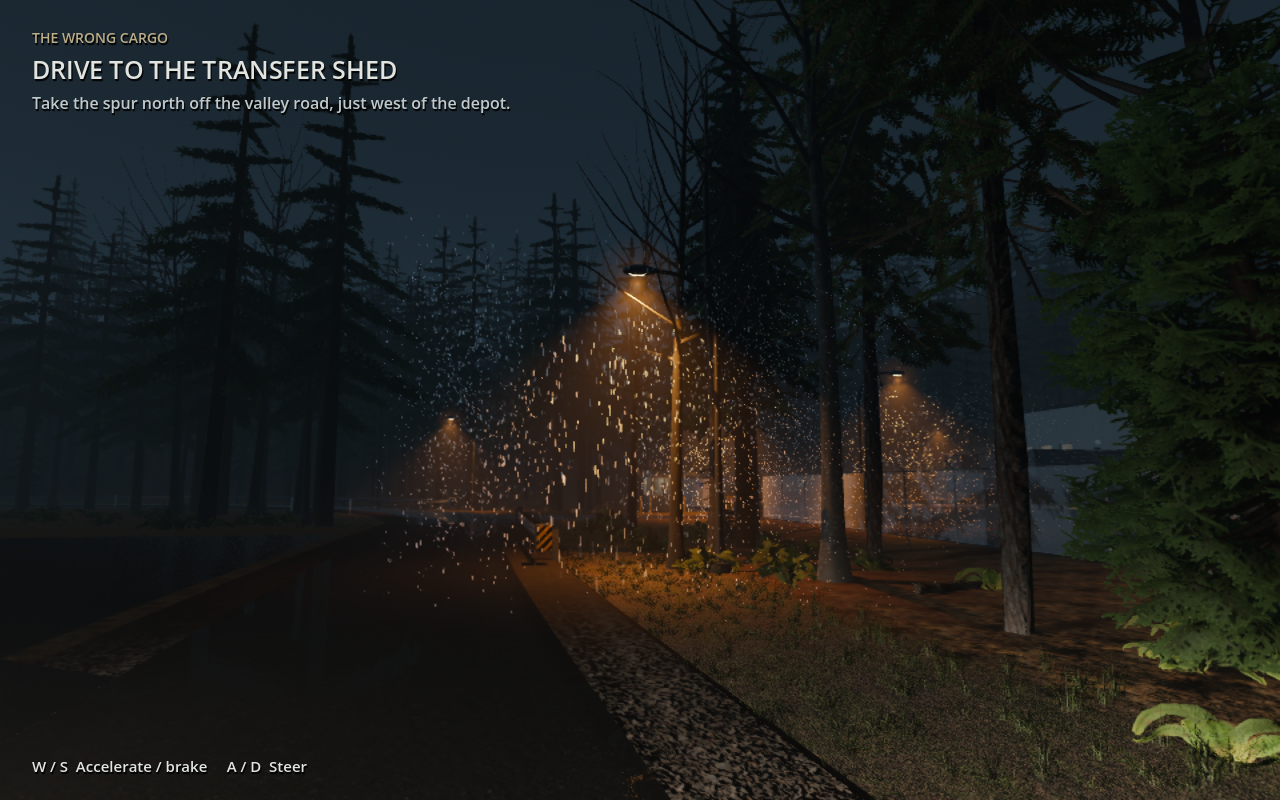 THE WRONG CARGO
DRIVE TO THE TRANSFER SHED
Take the spur north off the valley road, just west of the depot.
W / S Accelerate / brake A / D Steer